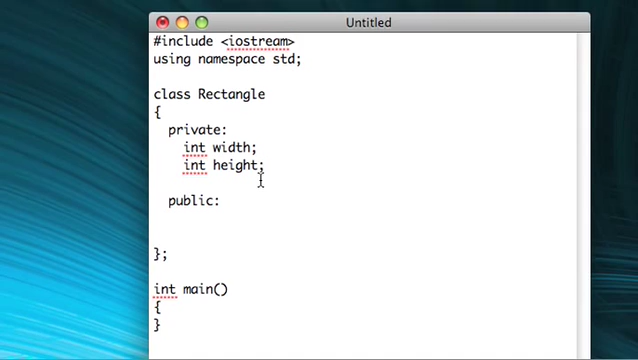 Untitled
#include <iostream>
using namespace std;
class Rectangle
{
private:
int width;
int height;
public:
};
int main()
{
}